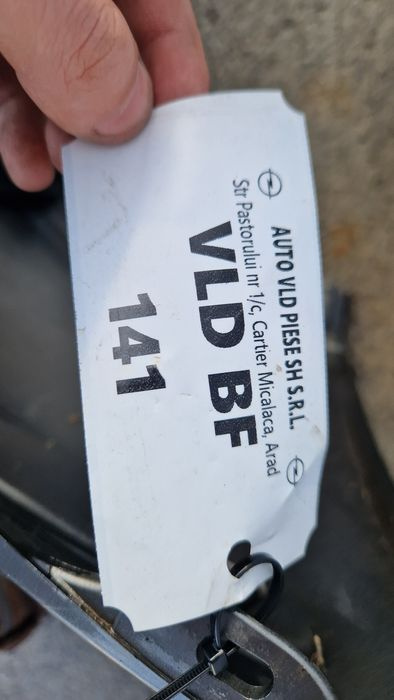 AUTO VLD PIESE SH S.R.L.
Str Pastorului nr 1/c, Cartier Micalaca, Arad
VLD BF
141